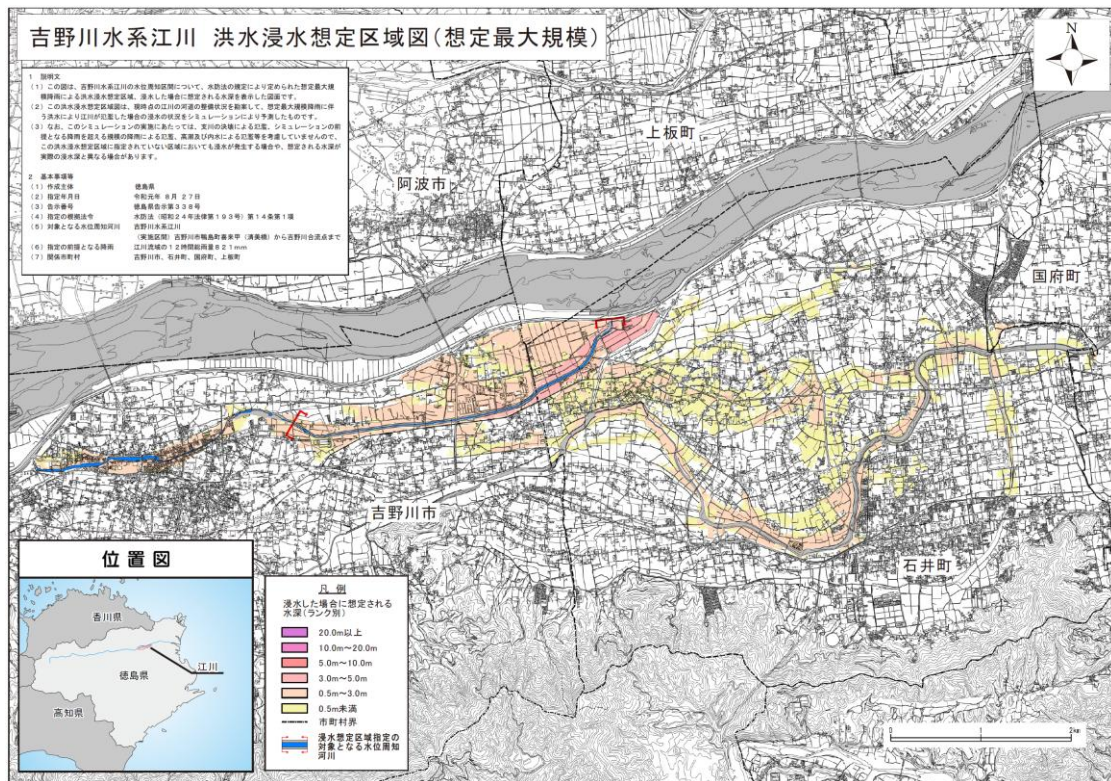 吉野川水系江川 洪水浸水想定区域図(想定最大規模)
1 説明文
(1)この図は、吉野川水系江川の水位周知区間について、水防法の規定により定められた想定最大規
模降雨による洪水浸水想定区域、浸水した場合に想定される水深を表示した図面です。
(2)この洪水浸水想定区域図は、現時点の江川の河道の整備状況を勘案して、想定最大規模降雨に伴
う洪水により江川が氾濫した場合の浸水の状況をシミュレーションにより予測したものです。
(3)なお、このシミュレーションの実施にあたっては、支川の決壊による氾濫、シミュレーションの前
提となる降雨を超える規模の降雨による氾濫、高潮及び内水による氾濫等を考慮していませんので、
この洪水浸水想定区域に指定されていない区域においても浸水が発生する場合や、想定される水深が
実際の浸水深と異なる場合があります。
2 基本事項等
(1)作成主体 徳島県
(2)指定年月日 令和元年 8月 27日
(3)告示番号 徳島県告示第338号
(4)指定の根拠法令 水防法(昭和24年法律第193号)第14条第1項
(5)対象となる水位周知河川 吉野川水系江川
(実施区間)吉野川市鴨島町喜来甲(清美橋)から吉野川合流点まで
(6)指定の前提となる降雨 江川流域の12時間総雨量821mm
(7)関係市町村 吉野川市、石井町、国府町、上板町
N
上板町
阿波市
国府町
吉野川市
石井町
位置図
香川県
徳島県
江川
高知県
凡 例
浸水した場合に想定される
水深(ランク別)
20.0m以上
10.0m~20.0m
5.0m~10.0m
3.0m~5.0m
0.5m~3.0m
0.5m未満
市町村界
浸水想定区域指定の
対象となる水位周知
河川
0 1 2km